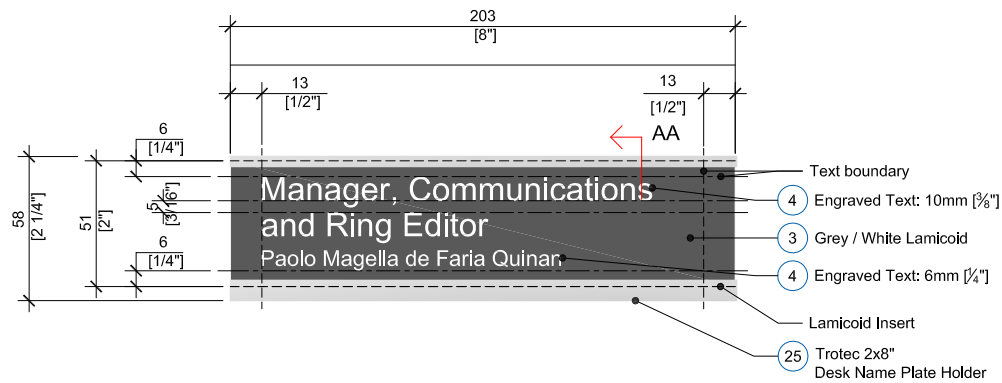 203
[8"]
13
[1/2"]
13
[1/2"]
AA
6
[1/4"]
58
[2 1/4"]
51
[2"]
5
[3/16"]
6
[1/4"]
Manager, Communications
and Ring Editor
Paolo Magella de Faria Quinan
Text boundary
4 Engraved Text: 10mm [⅜"]
3 Grey / White Lamicoid
4 Engraved Text: 6mm [¼"]
Lamicoid Insert
25 Trotec 2x8"
Desk Name Plate Holder